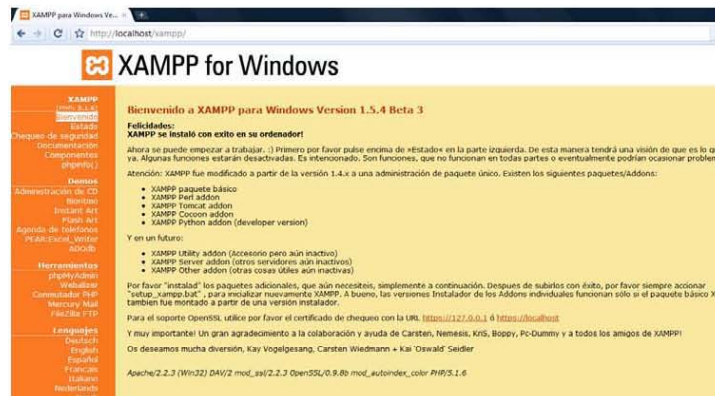 XAMPP para Windows Ve...
http://localhost/xampp/
XAMPP for Windows
XAMPP
[PHP: 5.1.6]
Bienvenido
Estado
Chequeo de seguridad
Documentación
Componentes
phpinfo()
Demos
Administración de CD
Bioritmo
Instant Art
Flash Art
Agenda de teléfonos
PEAR:Excel_Writer
ADOdb
Herramientas
phpMyAdmin
Webalizer
Conmutador PHP
Mercury Mail
FileZilla FTP
Lenguajes
Deutsch
English
Español
Francais
Italiano
Nederlands
Bienvenido a XAMPP para Windows Version 1.5.4 Beta 3
Felicidades:
XAMPP se instaló con exito en su ordenador!
Ahora se puede empezar a trabajar. :) Primero por favor pulse encima de »Estado« en la parte izquierda. De esta manera tendrá una visión de que es lo q
ya. Algunas funciones estarán desactivadas. Es intencionado. Son funciones, que no funcionan en todas partes o eventualmente podrían ocasionar problem
Atención: XAMPP fue modificado a partir de la versión 1.4.x a una administración de paquete único. Existen los siguientes paquetes/Addons:
• XAMPP paquete básico
• XAMPP Perl addon
• XAMPP Tomcat addon
• XAMPP Cocoon addon
• XAMPP Python addon (developer version)
Y en un futuro:
• XAMPP Utility addon (Accesorio pero aún inactivo)
• XAMPP Server addon (otros servidores aún inactivos)
• XAMPP Other addon (otras cosas útiles aún inactivas)
Por favor "instalad" los paquetes adicionales, que aún necesiteis, simplemente a continuación. Despues de subirlos con éxito, por favor siempre accionar
"setup_xampp.bat" , para inicializar nuevamente XAMPP. A bueno, las versiones Instalador de los Addons individuales funcionan sólo si el paquete básico X
tambien fue montado a partir de una versión instalador.
Para el soporte OpenSSL utilice por favor el certificado de chequeo con la URL https://127.0.0.1 ó https://localhost
Y muy importante! Un gran agradecimiento a la colaboración y ayuda de Carsten, Nemesis, KriS, Boppy, Pc-Dummy y a todos los amigos de XAMPP!
Os deseamos mucha diversión, Kay Vogelgesang, Carsten Wiedmann + Kai 'Oswald' Seidler
Apache/2.2.3 (Win32) DAV/2 mod_ssl/2.2.3 OpenSSL/0.9.8b mod_autoindex_color PHP/5.1.6